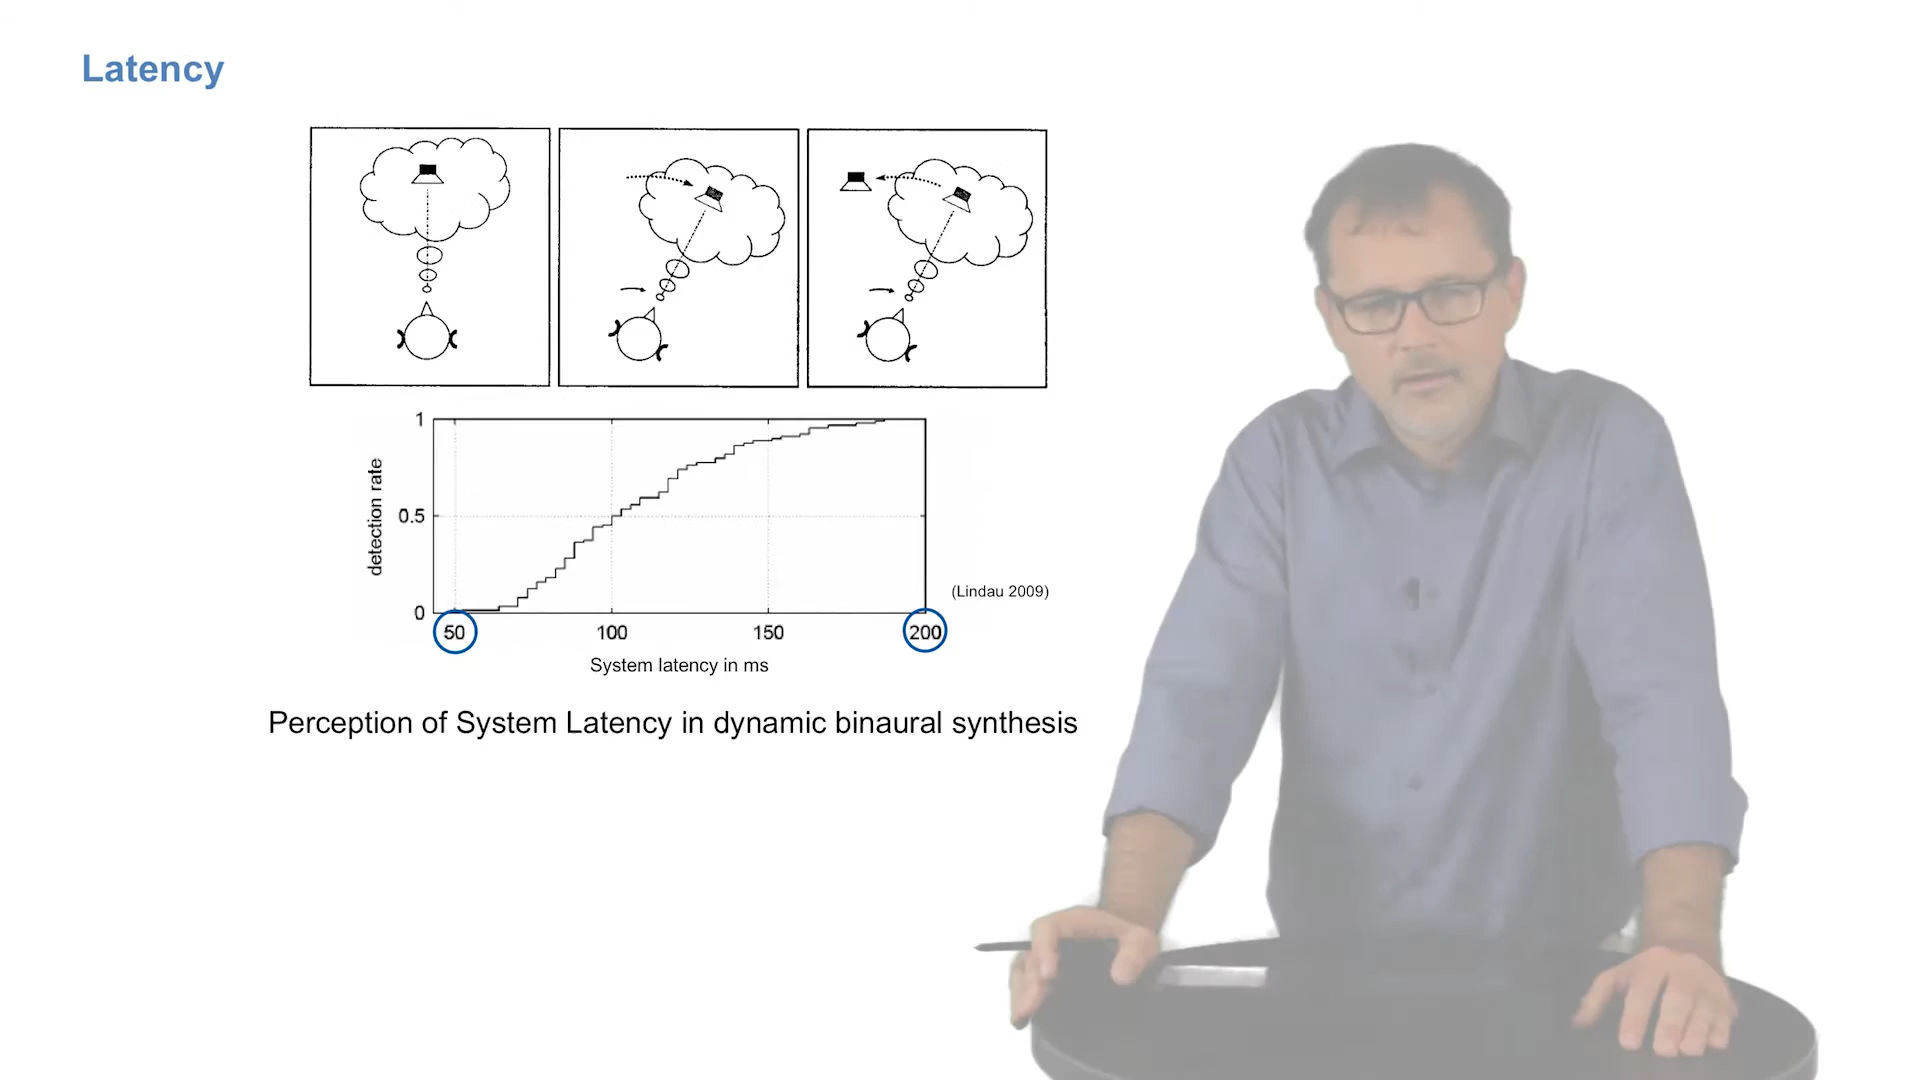 Latency
1
0.5
0
detection rate
50 100 150 200
System latency in ms
(Lindau 2009)
Perception of System Latency in dynamic binaural synthesis